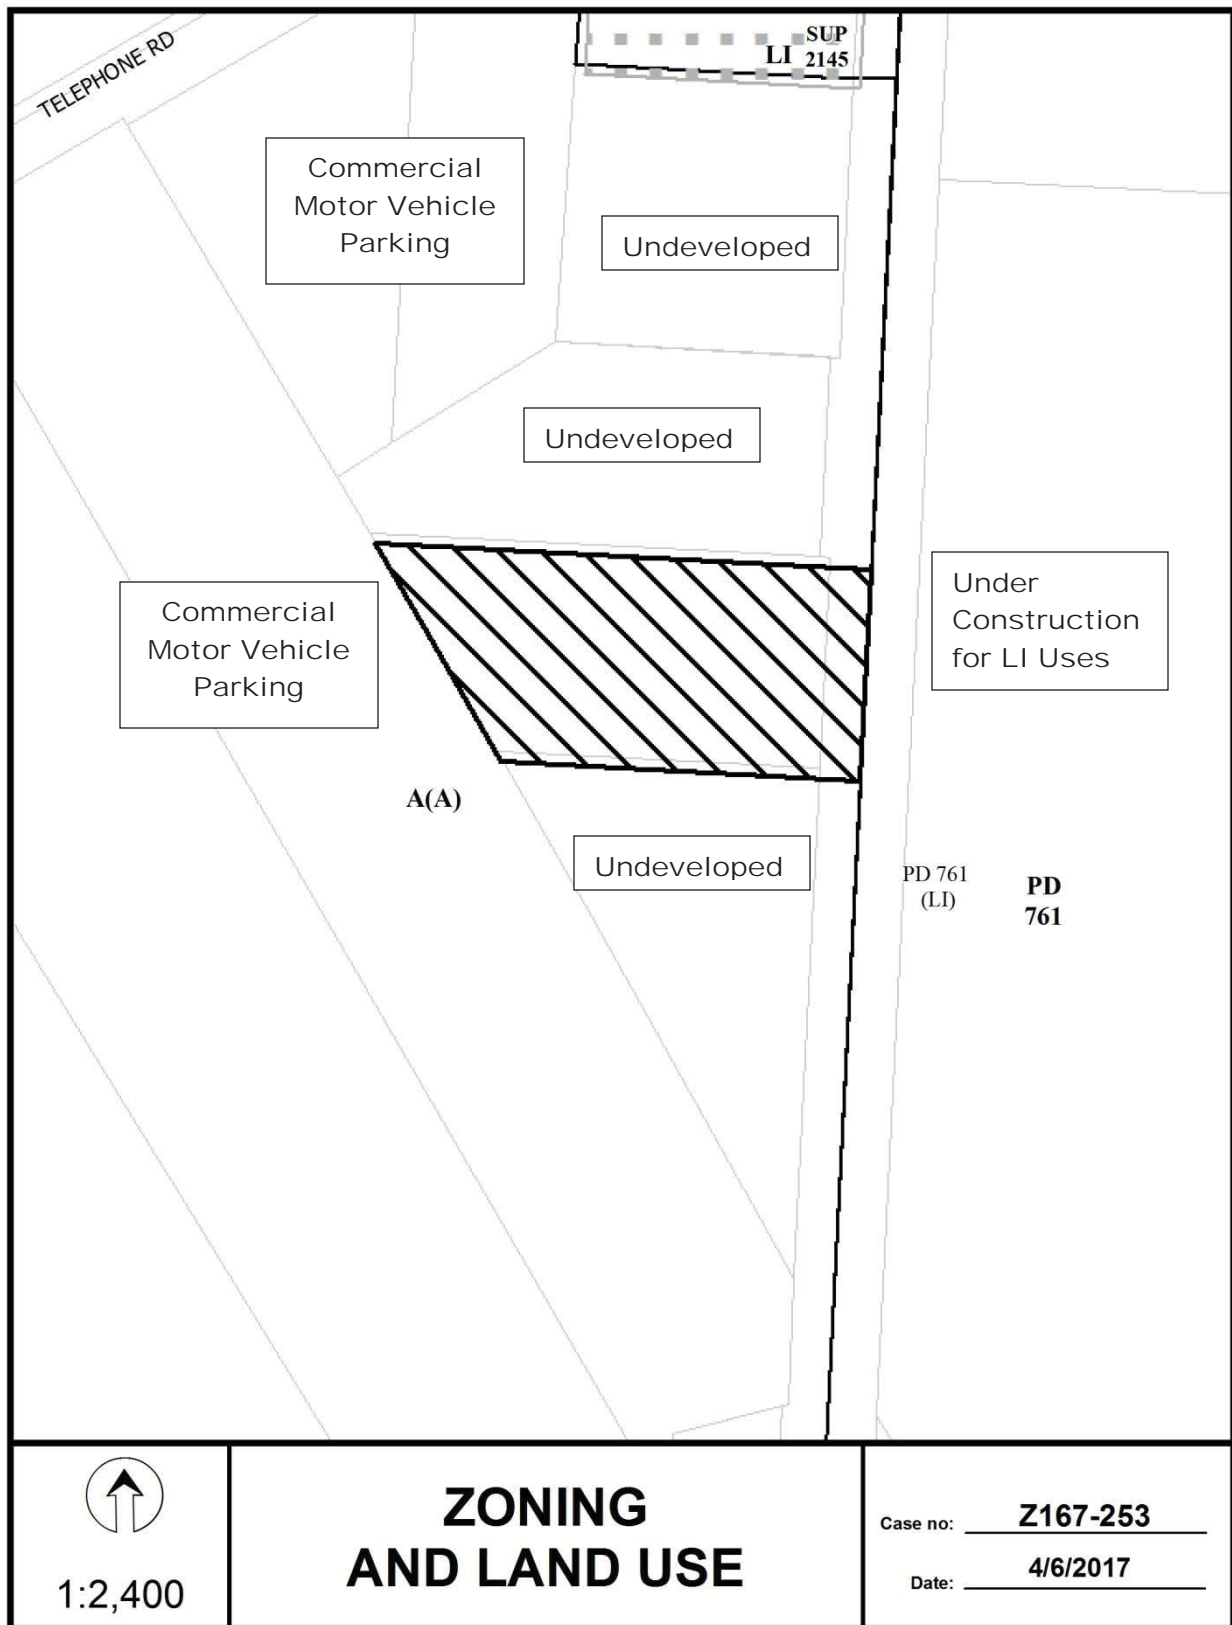 TELEPHONE RD
SUP
LI 2145
Commercial
Motor Vehicle
Parking
Undeveloped
Undeveloped
Commercial
Motor Vehicle
Parking
Under
Construction
for LI Uses
A(A)
Undeveloped
PD 761
(LI)
PD
761
1:2,400
ZONING
AND LAND USE
Case no: Z167-253
Date: 4/6/2017